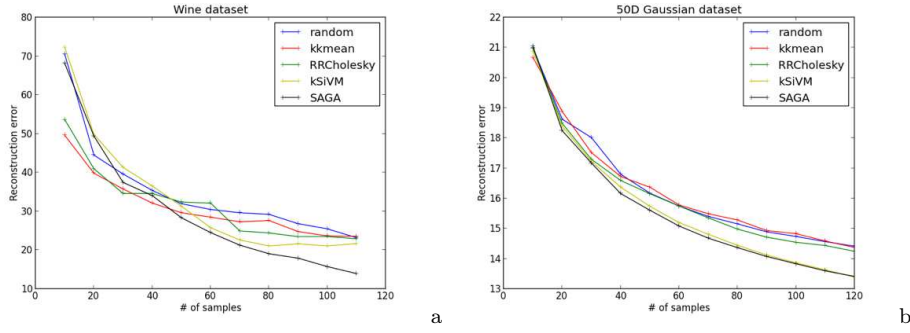 Wine dataset
80
70
60
50
40
30
20
10
Reconstruction error
random
kkmean
RRCholesky
kSiVM
SAGA
0 20 40 60 80 100 120
# of samples
a
50D Gaussian dataset
22
21
20
19
18
17
16
15
14
13
Reconstruction error
random
kkmean
RRCholesky
kSiVM
SAGA
0 20 40 60 80 100 120
# of samples
b